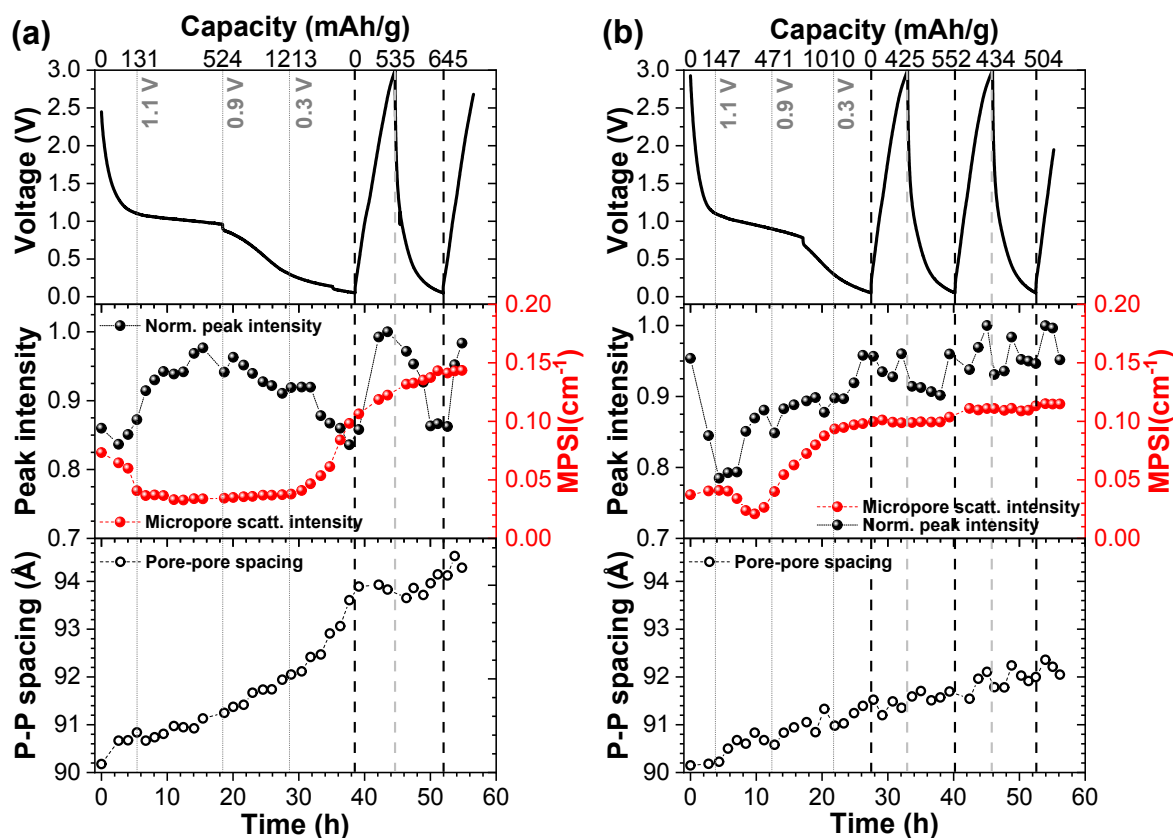 (a)
Capacity (mAh/g)
0 131 524 1213 0 535 645
3.0
2.5
2.0
1.5
1.0
0.5
0.0
Voltage (V)
1.1 V
0.9 V
0.3 V
1.0
0.9
0.8
0.7
Peak intensity
Norm. peak intensity
Micropore scatt. intensity
0.20
0.15
0.10
0.05
0.00
MPSI(cm⁻¹)
94
93
92
91
90
P-P spacing (Å)
Pore-pore spacing
0 10 20 30 40 50 60
Time (h)
(b)
Capacity (mAh/g)
0 147 471 1010 0 425 552 434 504
3.0
2.5
2.0
1.5
1.0
0.5
0.0
Voltage (V)
1.1 V
0.9 V
0.3 V
1.0
0.9
0.8
0.7
Peak intensity
Micropore scatt. intensity
Norm. peak intensity
0.20
0.15
0.10
0.05
0.00
MPSI(cm⁻¹)
94
93
92
91
90
P-P spacing (Å)
Pore-pore spacing
0 10 20 30 40 50 60
Time (h)